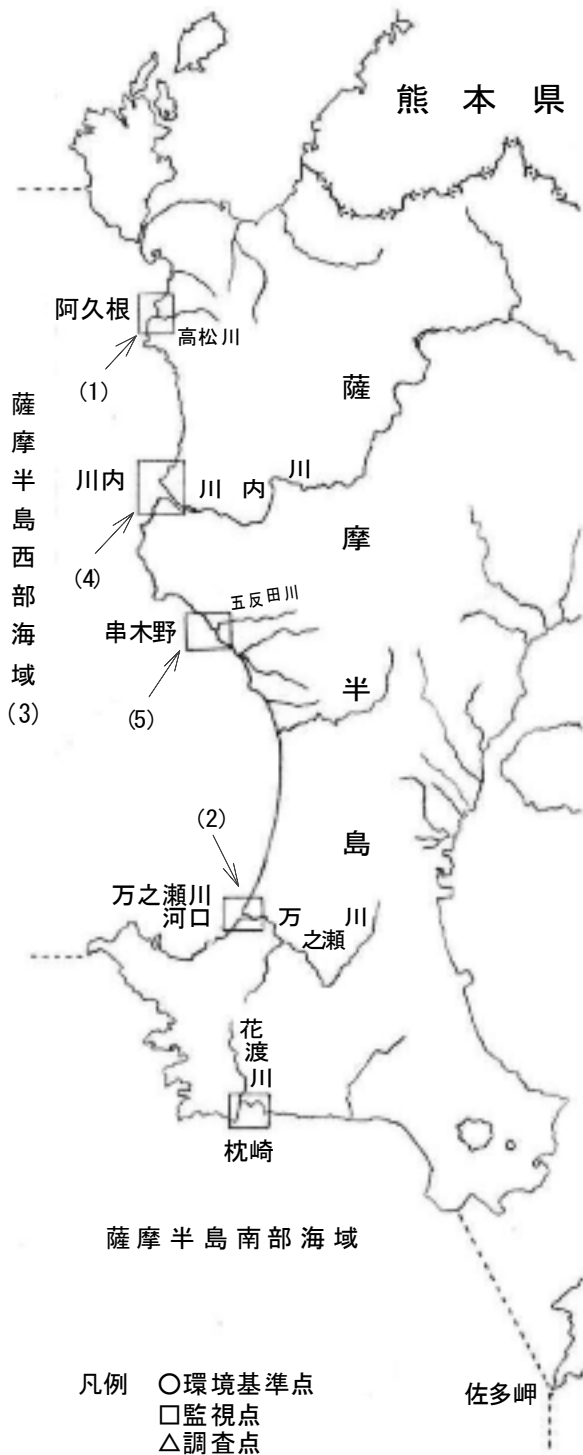 熊本県
阿久根
高松川
(1)
薩摩半島
薩摩半島西部海域
(3)
川内
川内川
(4)
五反田川
串木野
(5)
(2)
万之瀬川
河口
万之瀬川
花渡川
枕崎
薩摩半島南部海域
佐多岬
凡例 ○環境基準点
□監視点
△調査点